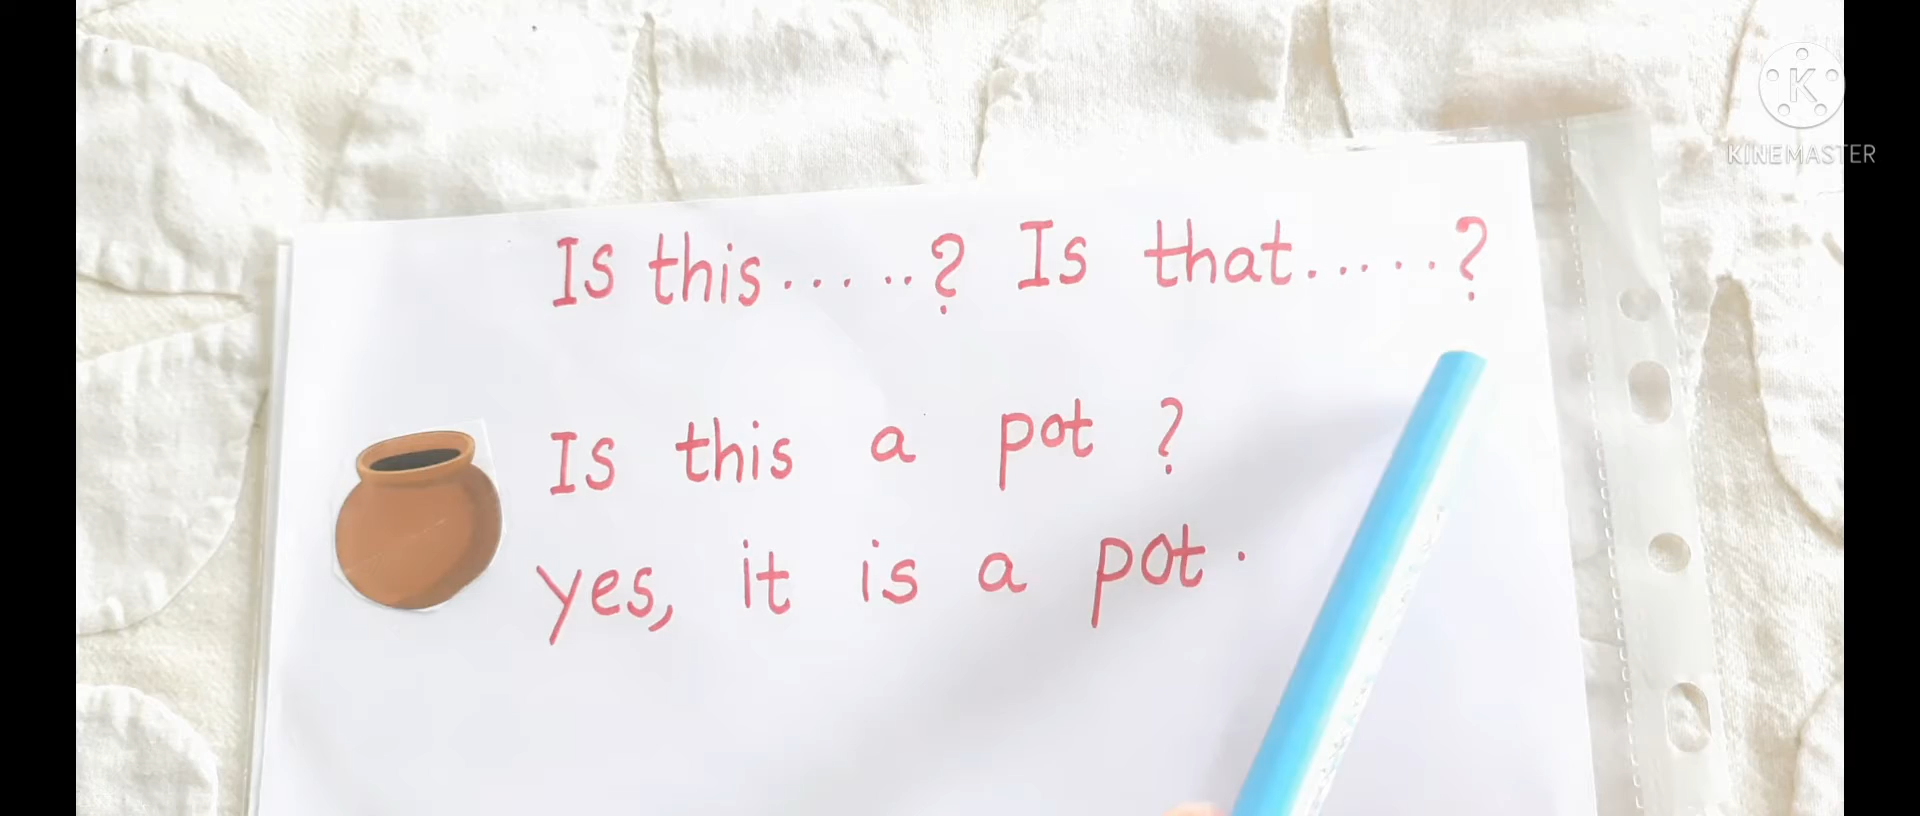 Is this.....? Is that.....?
Is this a pot ?
yes, it is a pot.
K
KINEMASTER